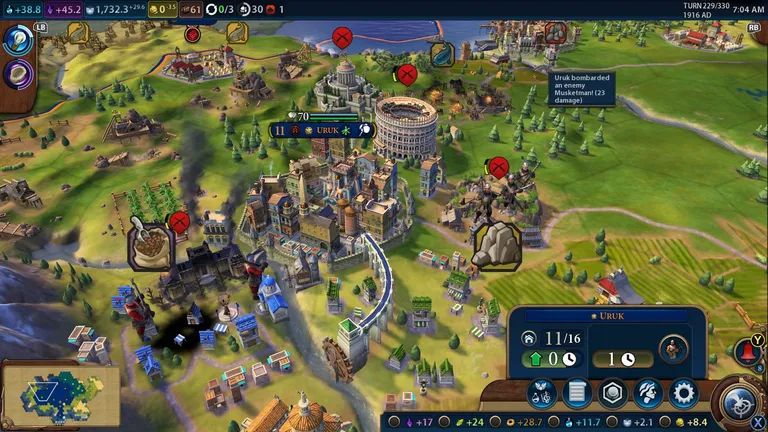 +38.8 +45.2 1,732.3 +29.6 0 61 0/3 30 1 TURN 229/330 7:04 AM
1916 AD
LB RB
Uruk bombarded
an enemy
Musketman! (23
damage)
70
11 URUK
URUK
11/16
0 1
Y
8
+17 +24 +28.7 +11.7 +2.1 +8.4 X